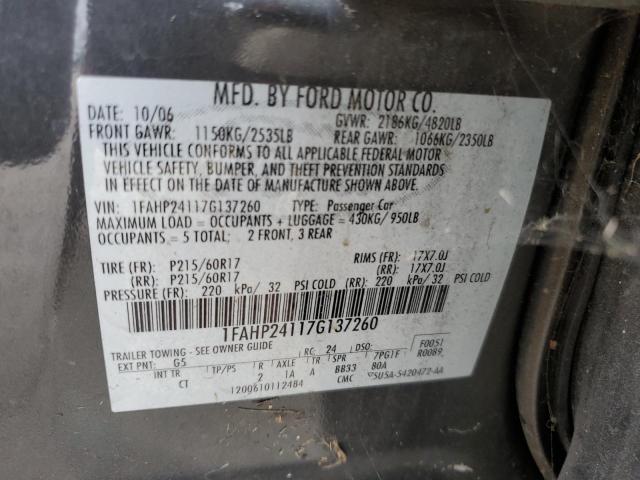 MFD. BY FORD MOTOR CO.
DATE: 10/06 GVWR: 2186KG/4820LB
FRONT GAWR: 1150KG/2535LB REAR GAWR: 1066KG/2350LB
THIS VEHICLE CONFORMS TO ALL APPLICABLE FEDERAL MOTOR
VEHICLE SAFETY, BUMPER, AND THEFT PREVENTION STANDARDS
IN EFFECT ON THE DATE OF MANUFACTURE SHOWN ABOVE.
VIN: 1FAHP24117G137260 TYPE: Passenger Car
MAXIMUM LOAD = OCCUPANTS + LUGGAGE = 430KG/950LB
OCCUPANTS = 5 TOTAL; 2 FRONT, 3 REAR
TIRE (FR): P215/60R17 RIMS (FR): 17X7.0J
(RR): P215/60R17 (RR): 17X7.0J
PRESSURE (FR): 220 kPa/ 32 PSI COLD (RR): 220 kPa/ 32 PSI COLD
1FAHP24117G137260
TRAILER TOWING - SEE OWNER GUIDE F0051
EXT PNT: G5 RC: 24 DSO: R0089
INT TR TP/PS R AXLE TR SPR 7PG1F
CT 2 1A A BB33 80A
1200610112484 CMC 5U5A-5420472-AA